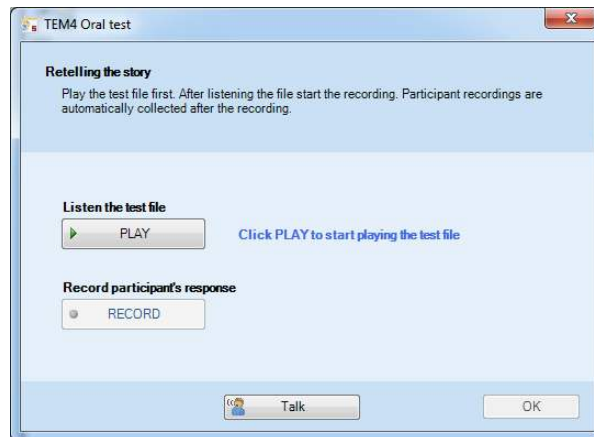 TEM4 Oral test
Retelling the story
Play the test file first. After listening the file start the recording. Participant recordings are
automatically collected after the recording.
Listen the test file
PLAY
Click PLAY to start playing the test file
Record participant's response
RECORD
Talk
OK